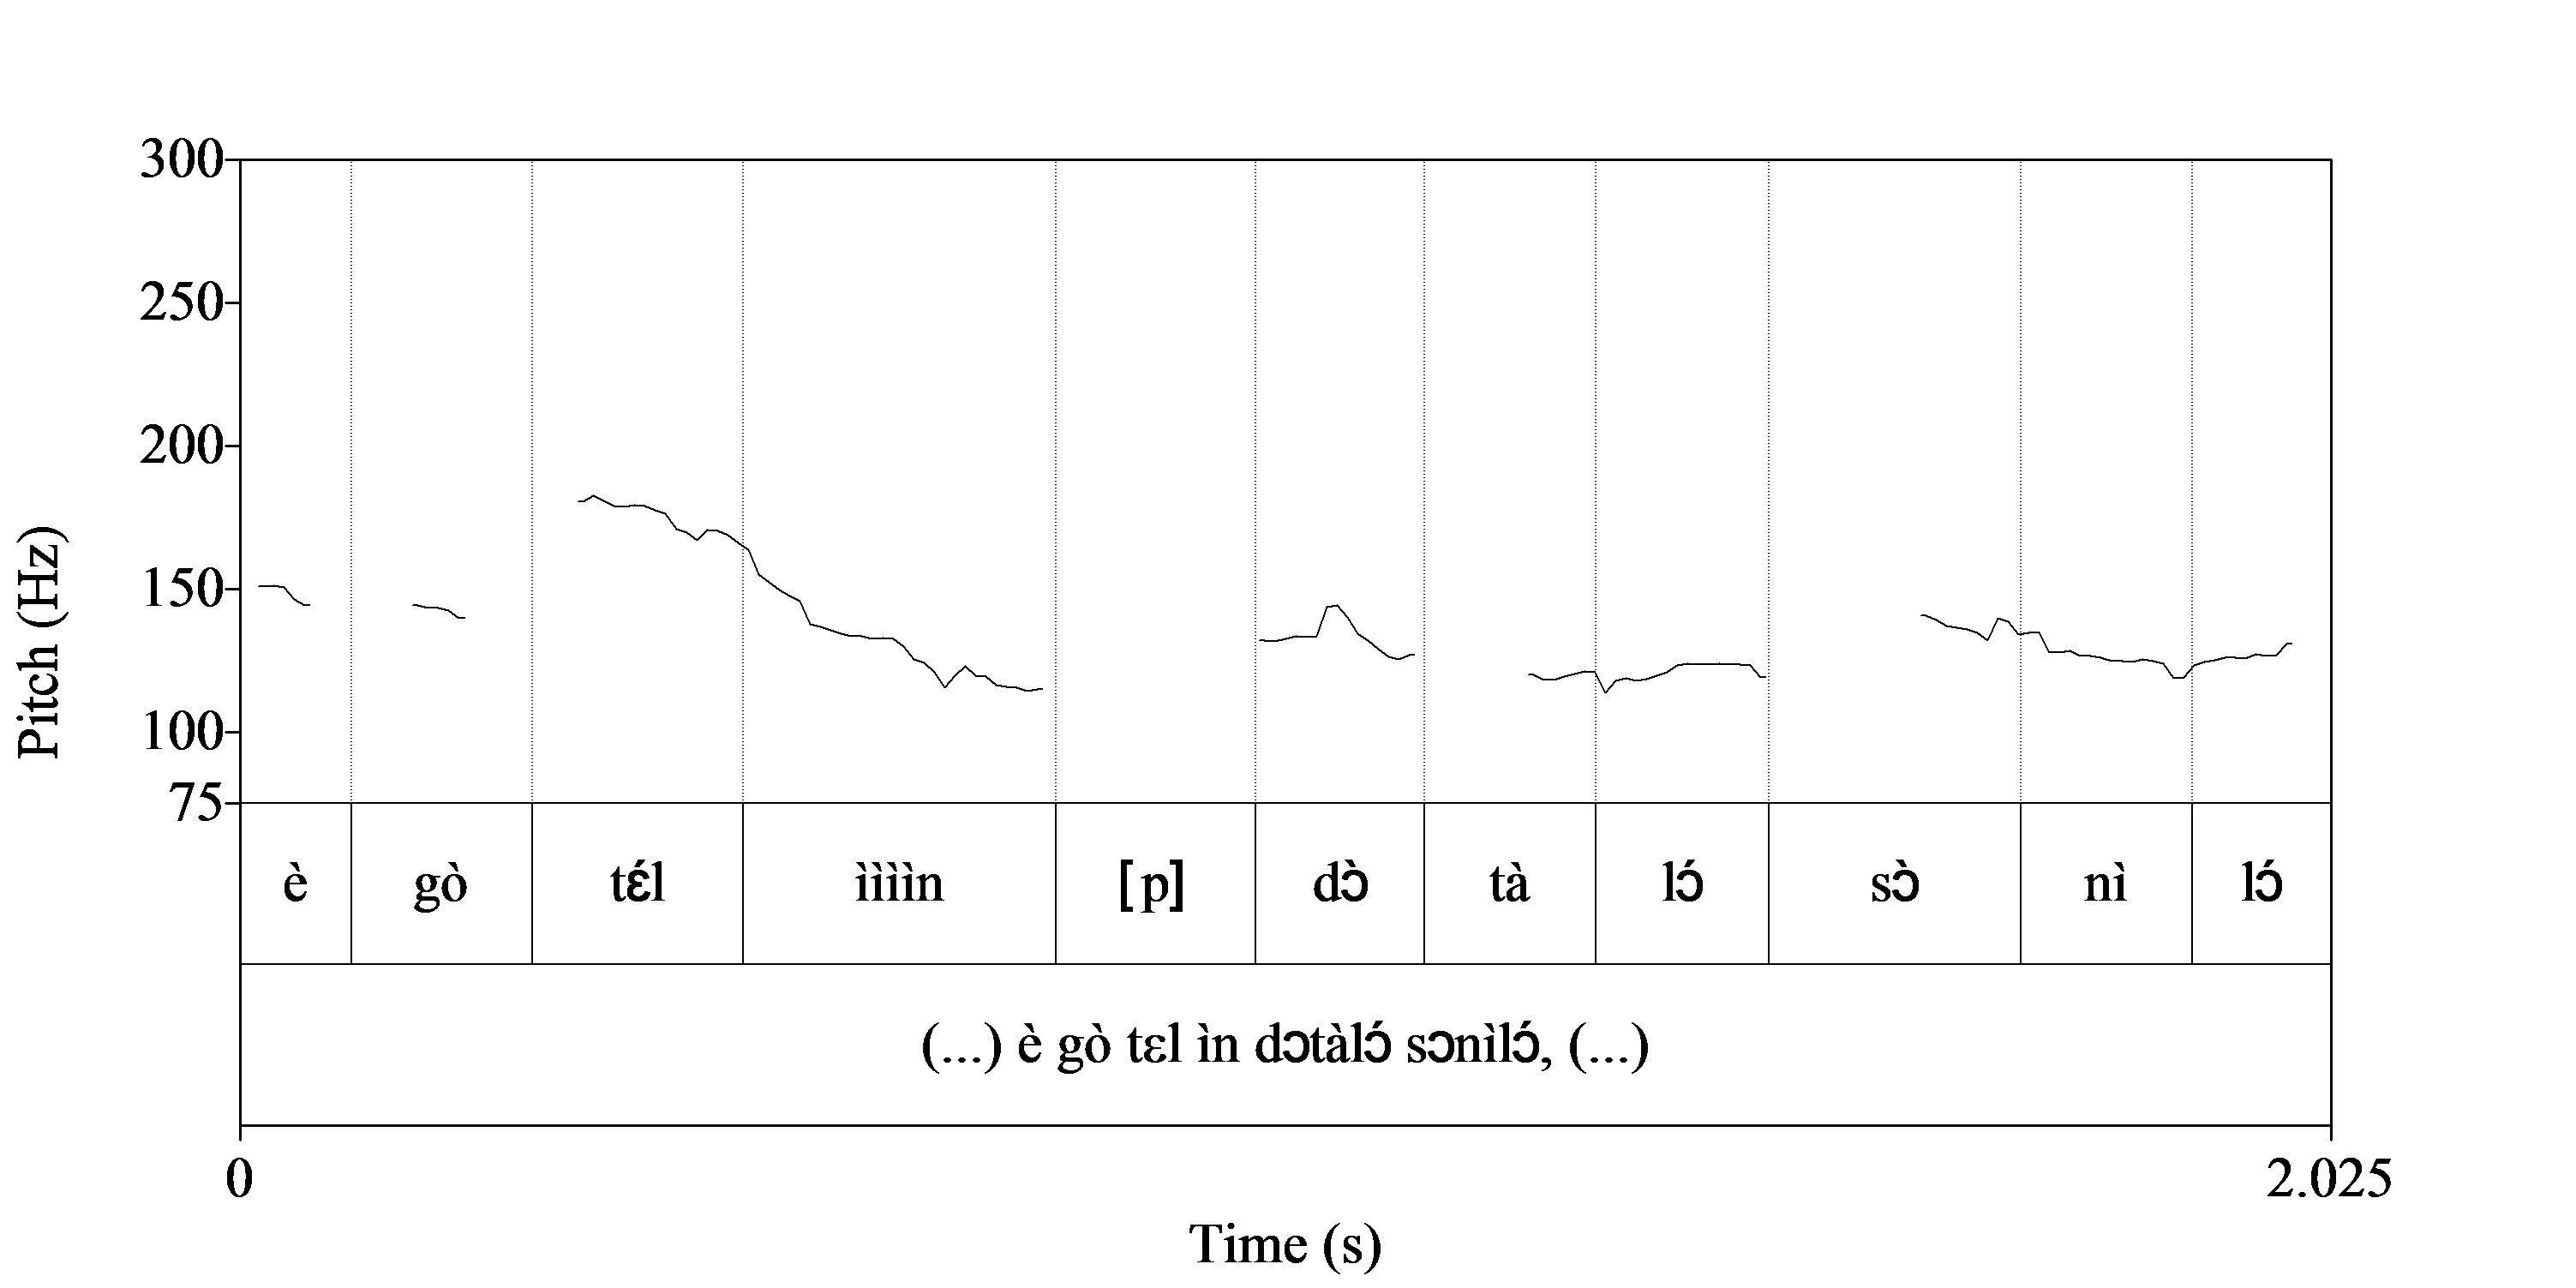 300
250
200
150
100
75
Pitch (Hz)
è gò tɛ́l ìììììn [p] dɔ̀ tà lɔ́ sɔ̀ nì lɔ́
(...) è gò tɛl ìn dɔtàlɔ́ sɔnìlɔ́, (...)
0 2.025
Time (s)